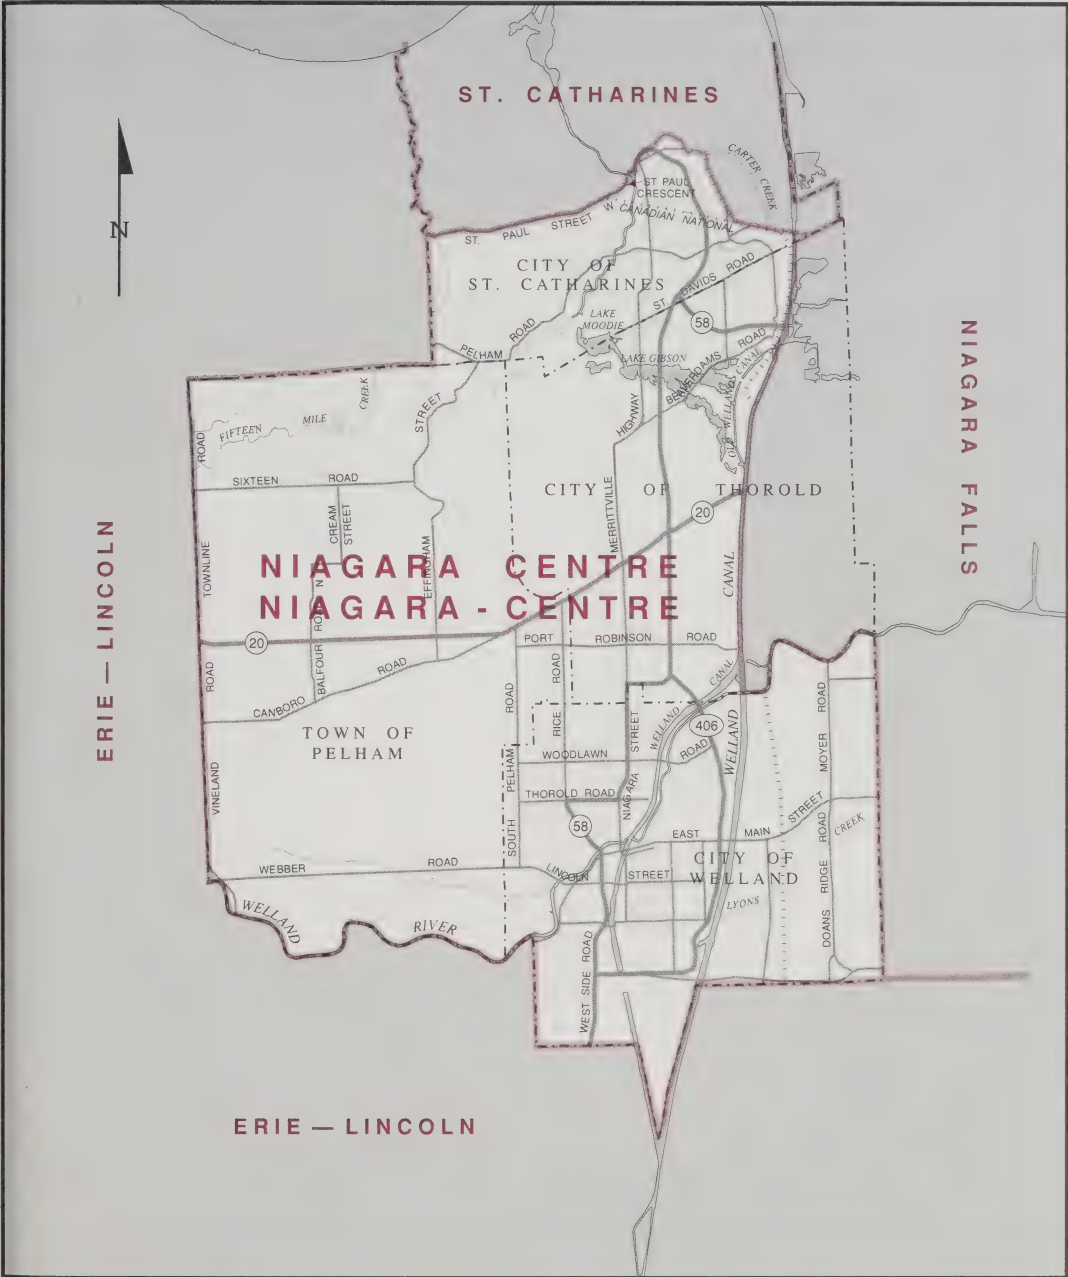 ST. CATHARINES
CARTER CREEK
N
ST PAUL
CRESCENT
CANADIAN NATIONAL
ST. PAUL STREET W
CITY OF
ST. CATHARINES
ST. DAVIDS ROAD
LAKE
MOODIE
58
PELHAM ROAD
LAKE GIBSON
BEAVERDAMS ROAD
OLD WELLAND CANAL
NIAGARA FALLS
FIFTEEN MILE CREEK
STREET
HIGHWAY
ROAD
SIXTEEN ROAD
CITY OF THOROLD
CREAM
STREET
20
MERRITTVILLE
EFFINGHAM
TOWNLINE
CANAL
ERIE — LINCOLN
NIAGARA CENTRE
NIAGARA - CENTRE
20
BALFOUR ROAD N
PORT ROBINSON ROAD
ROAD
CANBORO ROAD
ROAD
RICE ROAD
CANAL
WELLAND
STREET
406
WELLAND
MOYER ROAD
TOWN OF
PELHAM
WOODLAWN ROAD
VINELAND
SOUTH PELHAM
THOROLD ROAD
NIAGARA
58
STREET
CREEK
EAST MAIN
CITY OF
WELLAND
WEBBER ROAD
LINCOLN STREET
LYONS
DOANS RIDGE ROAD
WELLAND RIVER
WEST SIDE ROAD
ERIE — LINCOLN